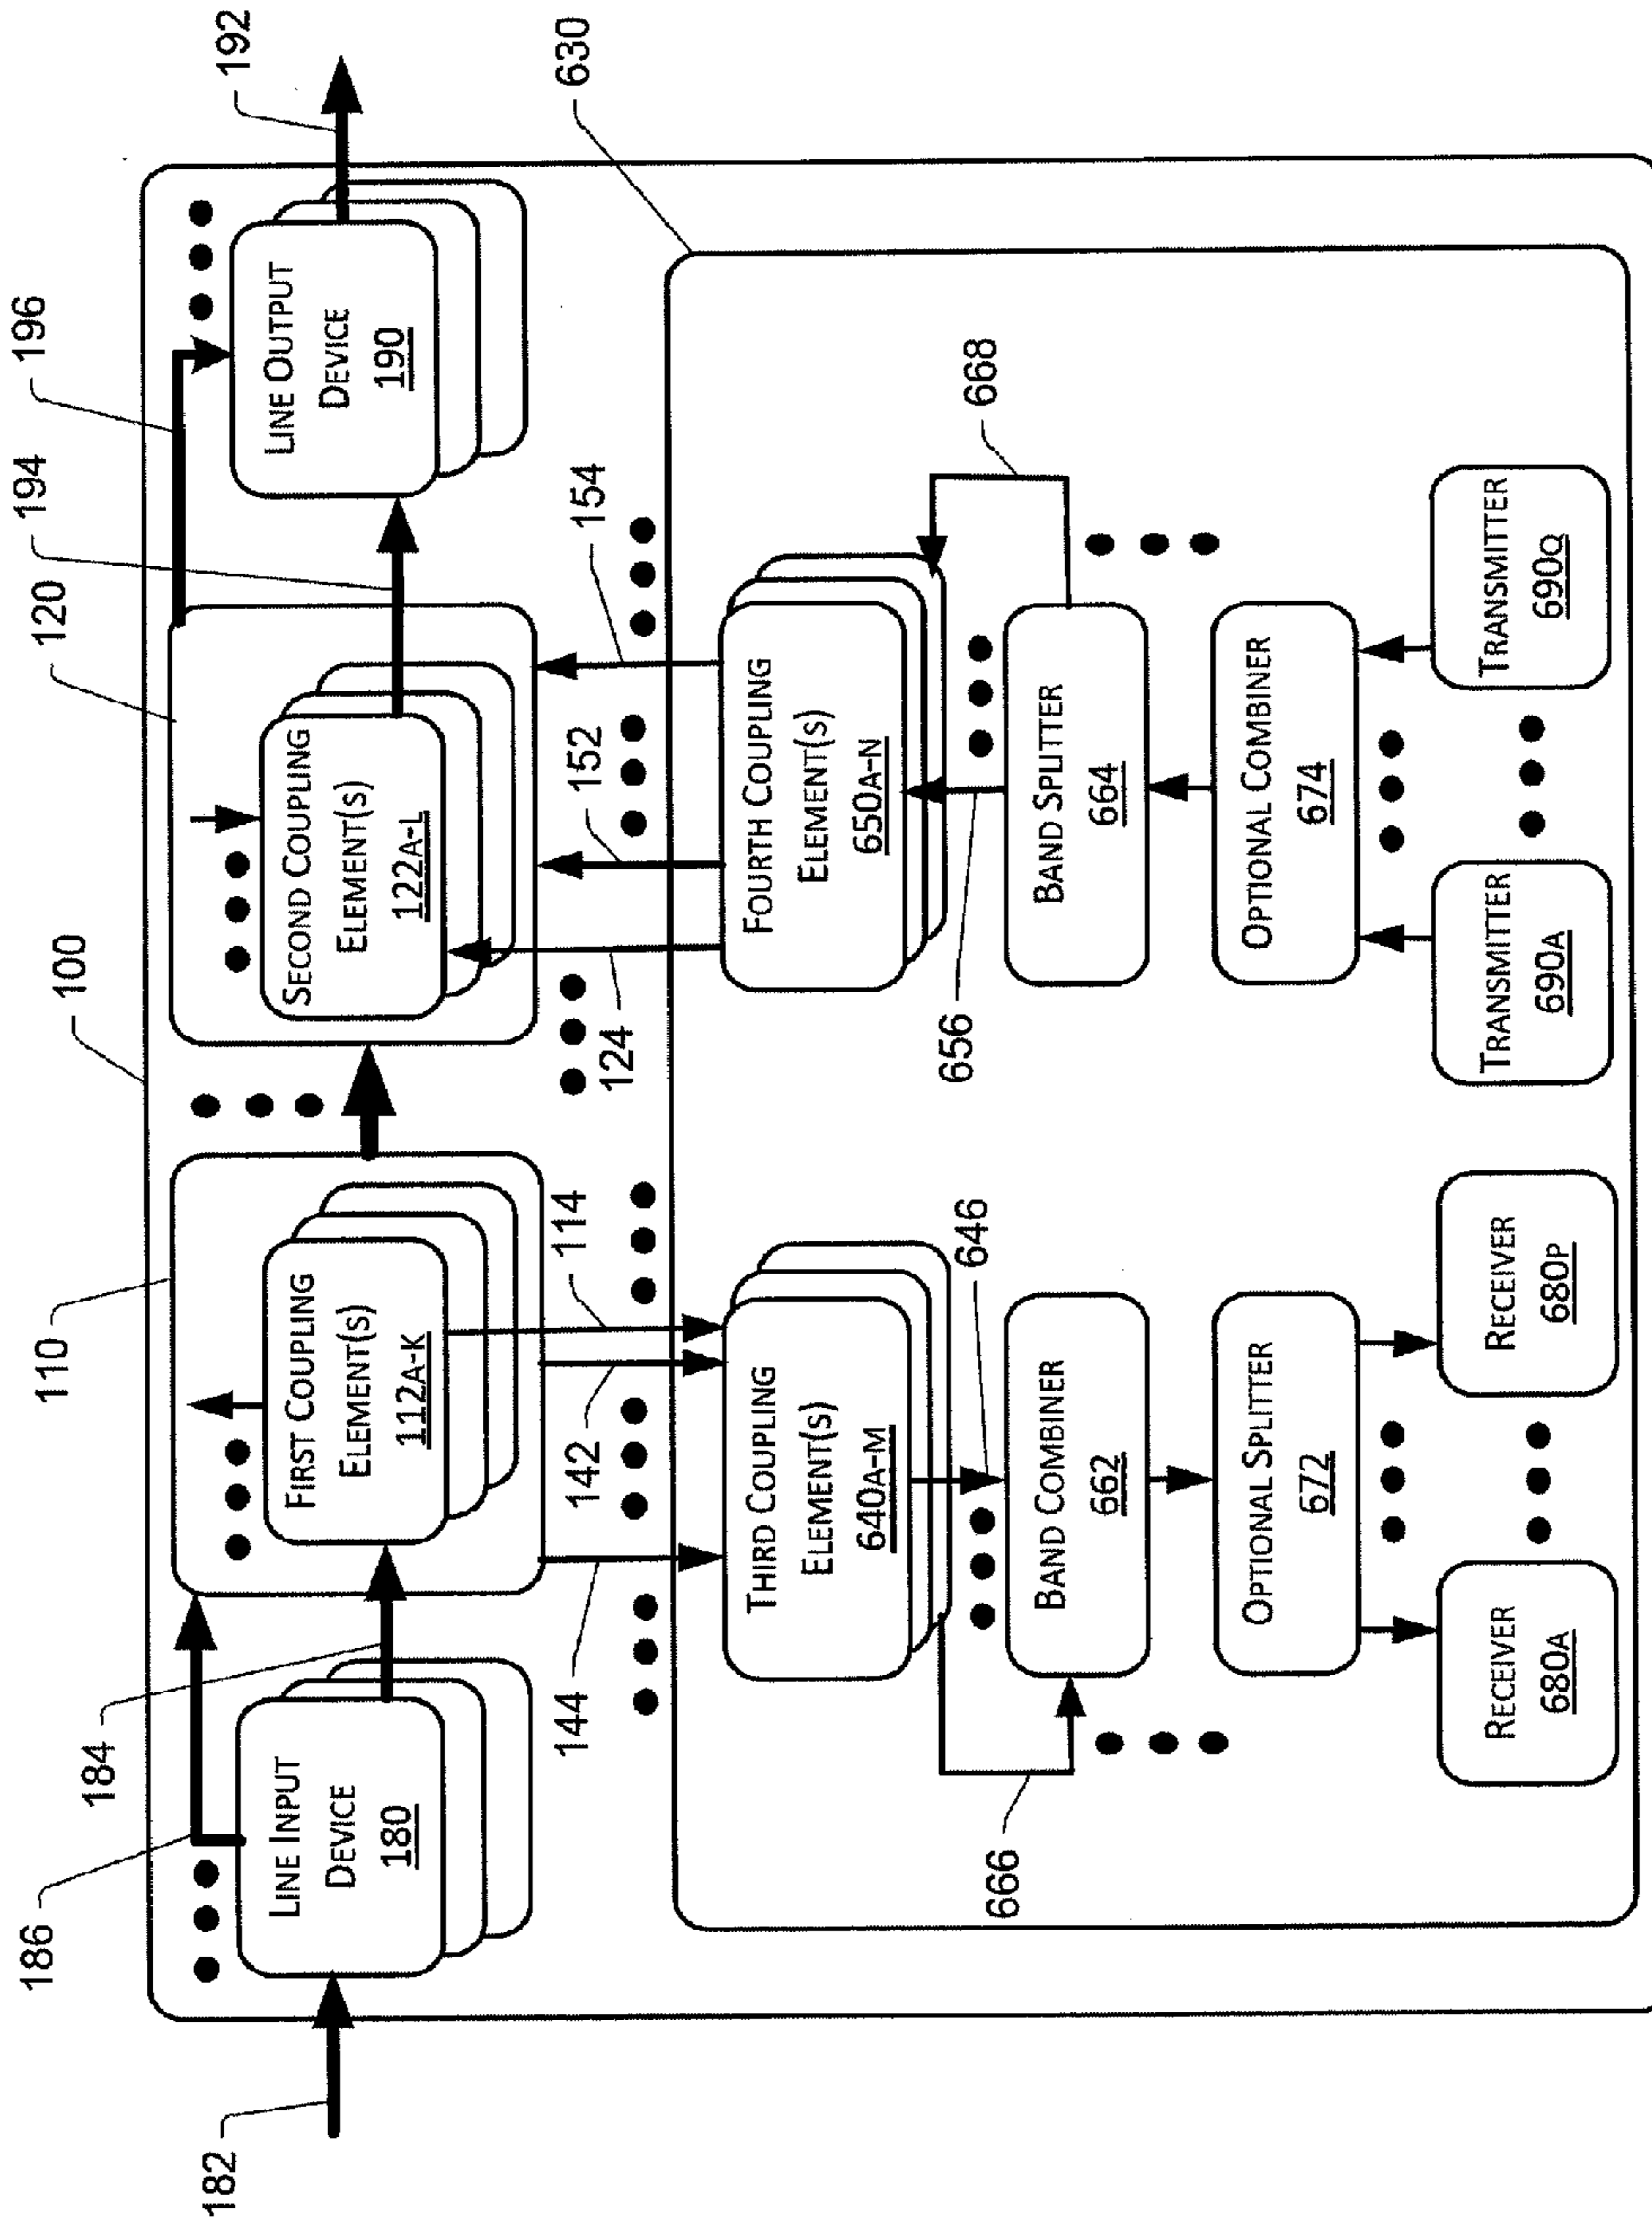 100
110
120
196
194
186
184
182
192
LINE INPUT
DEVICE
180
FIRST COUPLING
ELEMENT(S)
112A-K
SECOND COUPLING
ELEMENT(S)
122A-L
LINE OUTPUT
DEVICE
190
144
142
114
124
152
154
630
THIRD COUPLING
ELEMENT(S)
640A-M
FOURTH COUPLING
ELEMENT(S)
650A-N
646
656
666
668
BAND COMBINER
662
BAND SPLITTER
664
OPTIONAL SPLITTER
672
OPTIONAL COMBINER
674
RECEIVER
680A
RECEIVER
680P
TRANSMITTER
690A
TRANSMITTER
690Q